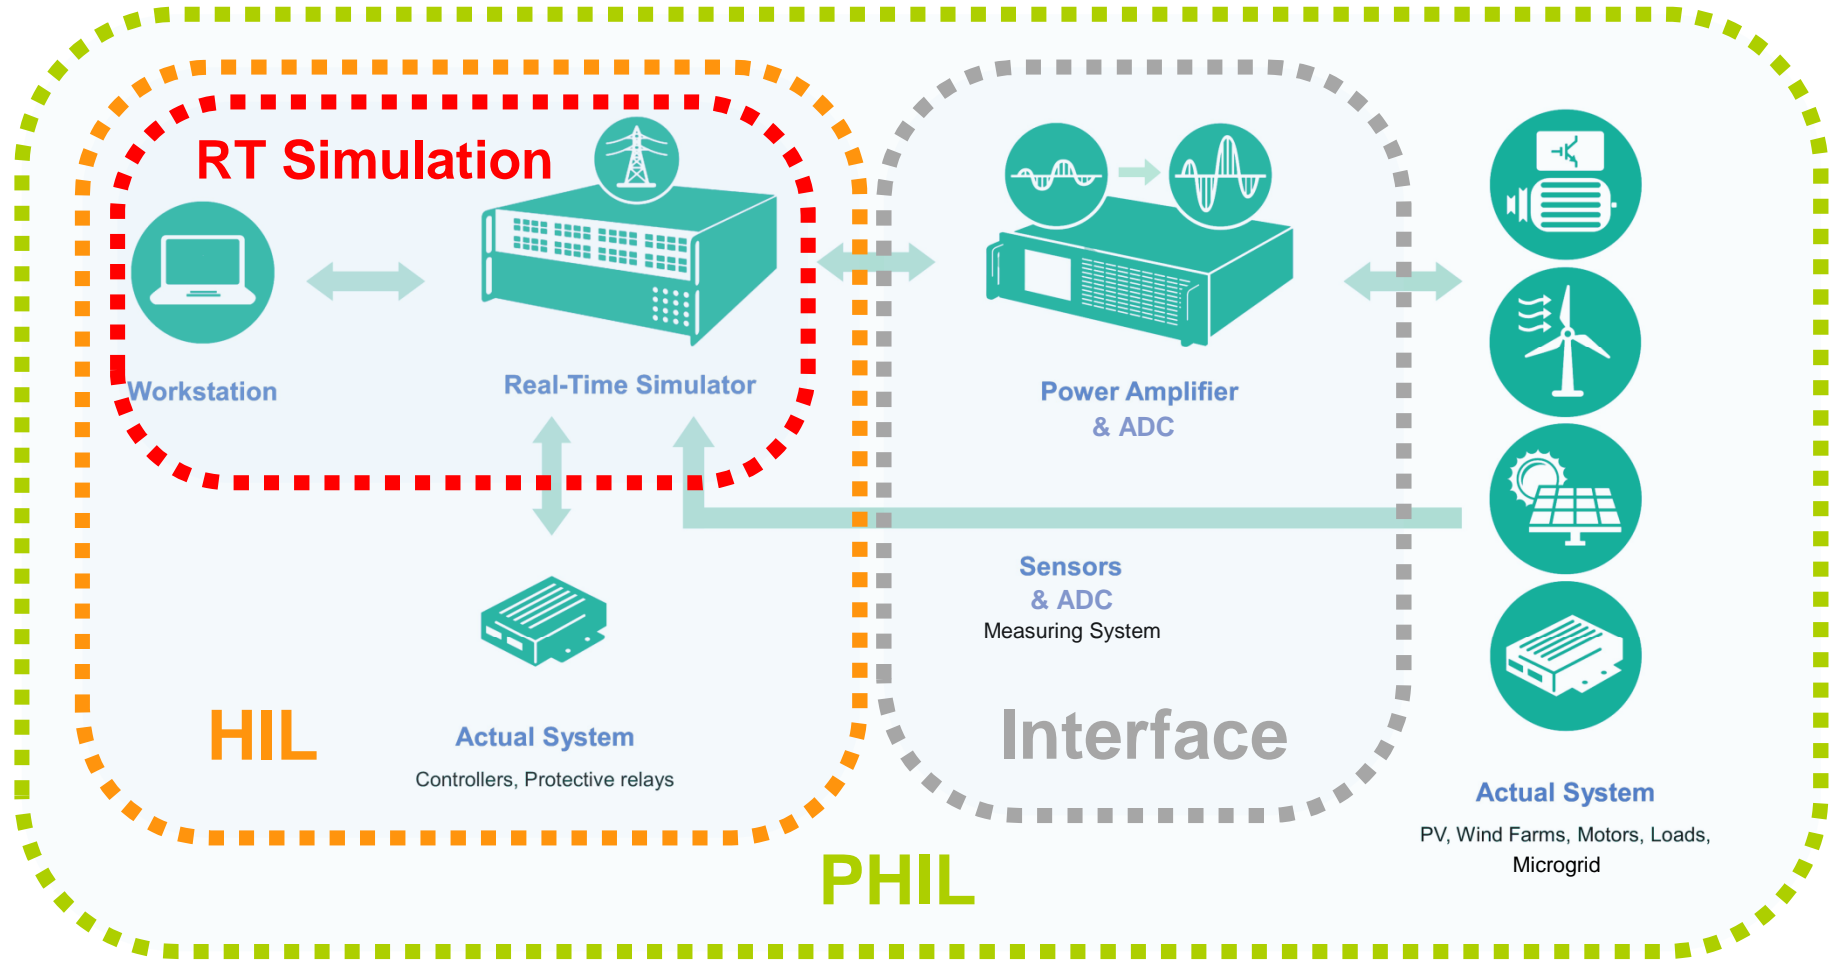 RT Simulation
Workstation
Real-Time Simulator
Power Amplifier
& ADC
Sensors
& ADC
Measuring System
HIL
Actual System
Controllers, Protective relays
Interface
Actual System
PV, Wind Farms, Motors, Loads,
Microgrid
PHIL